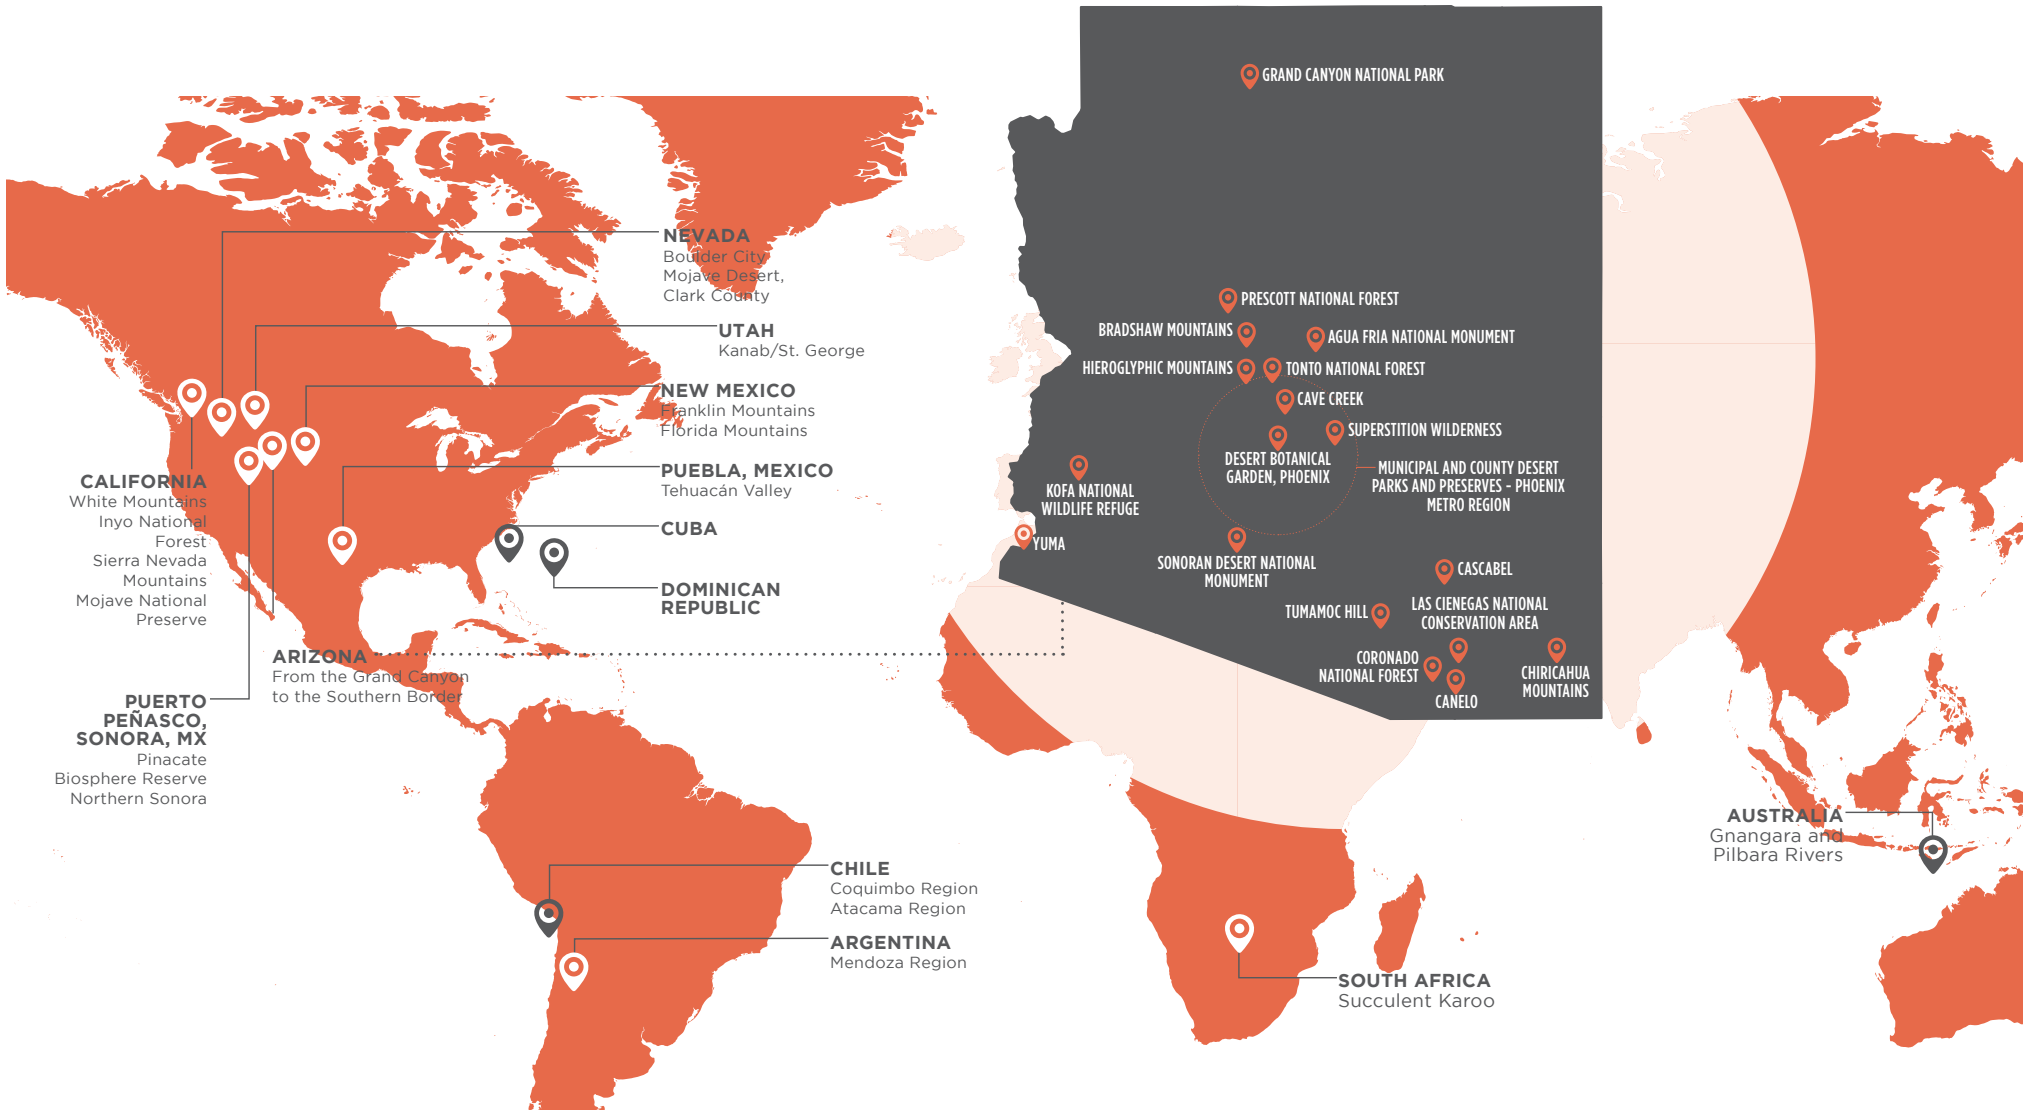 GRAND CANYON NATIONAL PARK
NEVADA
Boulder City
Mojave Desert,
Clark County
UTAH
Kanab/St. George
NEW MEXICO
Franklin Mountains
Florida Mountains
PUEBLA, MEXICO
Tehuacán Valley
CUBA
DOMINICAN
REPUBLIC
CALIFORNIA
White Mountains
Inyo National
Forest
Sierra Nevada
Mountains
Mojave National
Preserve
ARIZONA
From the Grand Canyon
to the Southern Border
PUERTO
PEÑASCO,
SONORA, MX
Pinacate
Biosphere Reserve
Northern Sonora
CHILE
Coquimbo Region
Atacama Region
ARGENTINA
Mendoza Region
PRESCOTT NATIONAL FOREST
BRADSHAW MOUNTAINS
AGUA FRIA NATIONAL MONUMENT
HIEROGLYPHIC MOUNTAINS
TONTO NATIONAL FOREST
CAVE CREEK
SUPERSTITION WILDERNESS
DESERT BOTANICAL
GARDEN, PHOENIX
MUNICIPAL AND COUNTY DESERT
PARKS AND PRESERVES - PHOENIX
METRO REGION
KOFA NATIONAL
WILDLIFE REFUGE
YUMA
SONORAN DESERT NATIONAL
MONUMENT
CASCABEL
TUMAMOC HILL
LAS CIENEGAS NATIONAL
CONSERVATION AREA
CORONADO
NATIONAL FOREST
CANELO
CHIRICAHUA
MOUNTAINS
SOUTH AFRICA
Succulent Karoo
AUSTRALIA
Gnangara and
Pilbara Rivers